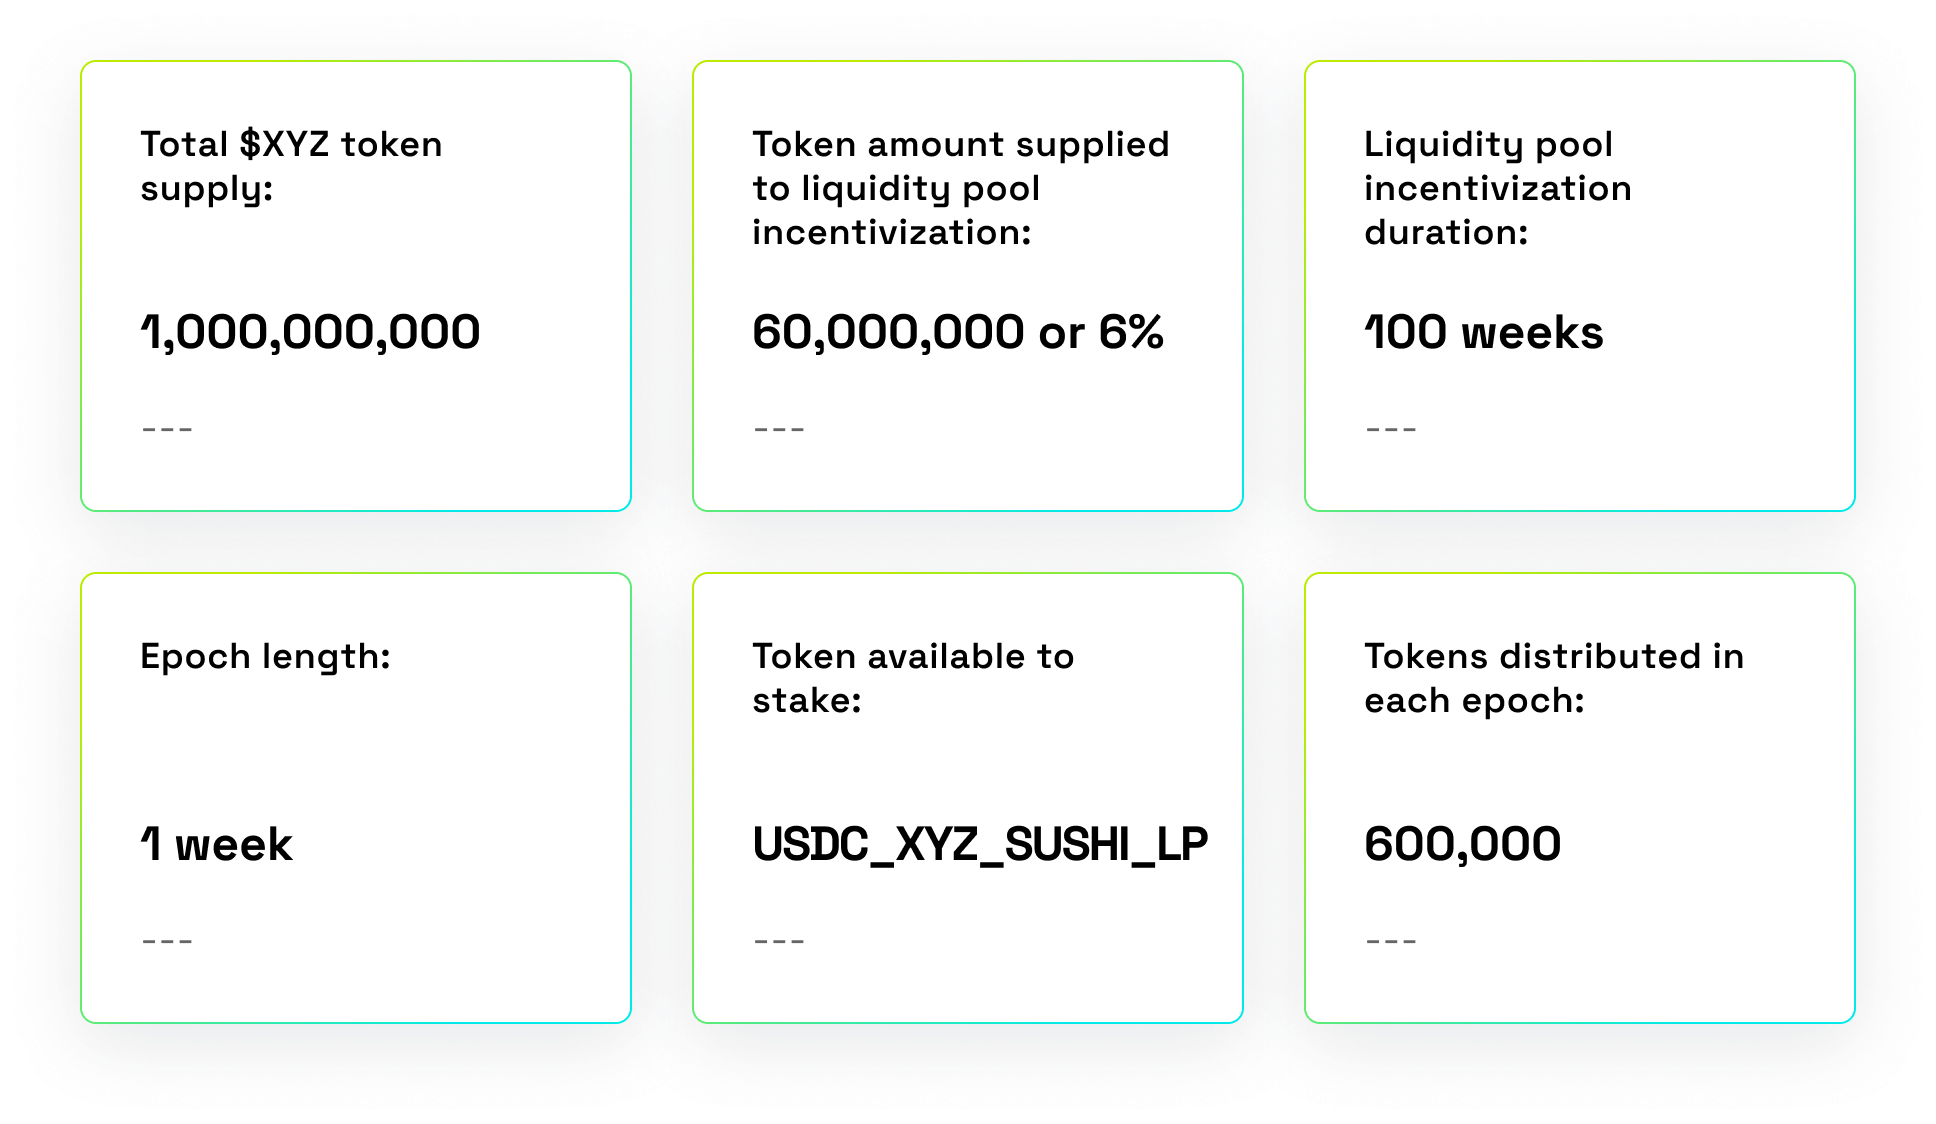 Total $XYZ token
supply:
1,000,000,000
---
Token amount supplied
to liquidity pool
incentivization:
60,000,000 or 6%
---
Liquidity pool
incentivization
duration:
100 weeks
---
Epoch length:
1 week
---
Token available to
stake:
USDC_XYZ_SUSHI_LP
---
Tokens distributed in
each epoch:
600,000
---